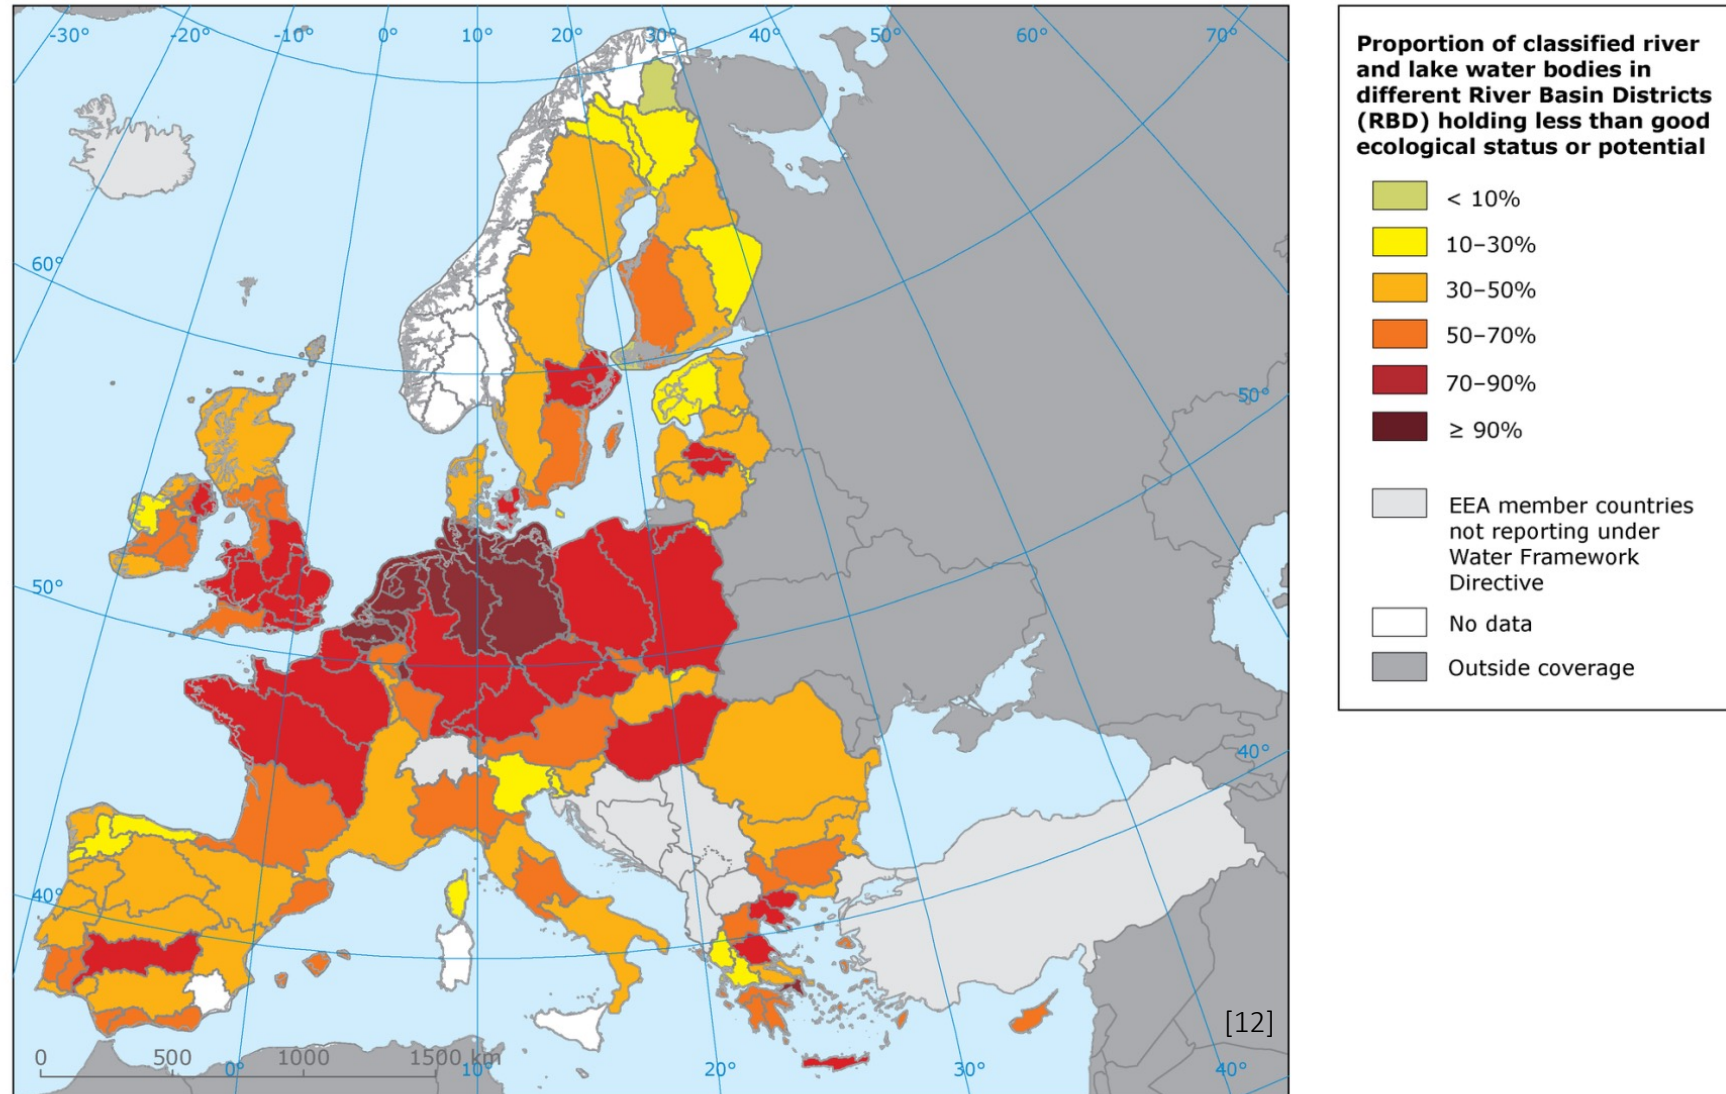 -30°
-20°
-10°
0°
10°
20°
30°
40°
50°
60°
70°
60°
50°
50°
40°
40°
[12]
0 500 1000 1500 km
0°
10°
20°
30°
40°
Proportion of classified river
and lake water bodies in
different River Basin Districts
(RBD) holding less than good
ecological status or potential
< 10%
10–30%
30–50%
50–70%
70–90%
≥ 90%
EEA member countries
not reporting under
Water Framework
Directive
No data
Outside coverage